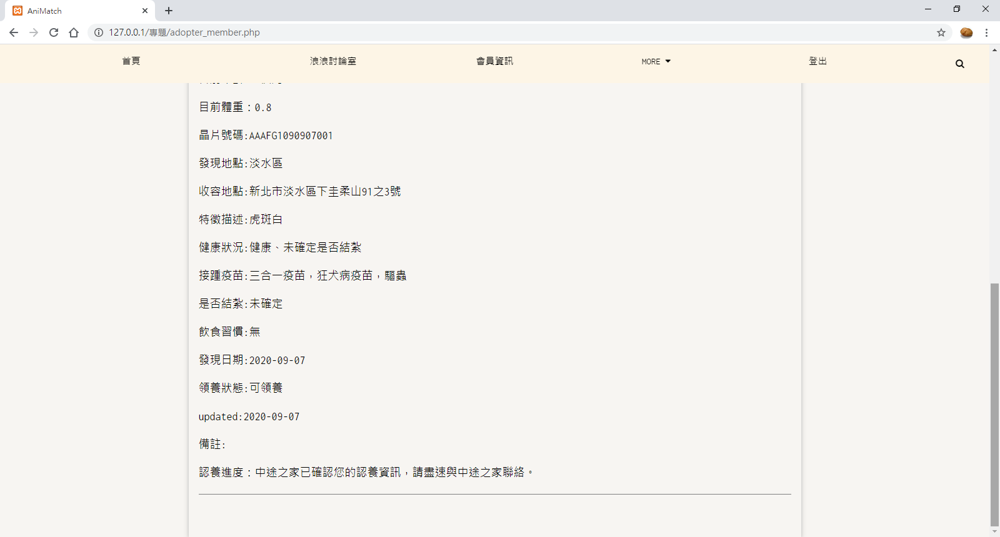 AniMatch
127.0.0.1/專題/adopter_member.php
首頁 浪浪討論室 會員資訊 MORE 登出
目前體重：0.8
晶片號碼:AAAFG1090907001
發現地點:淡水區
收容地點:新北市淡水區下圭柔山91之3號
特徵描述:虎斑白
健康狀況:健康、未確定是否結紮
接踵疫苗:三合一疫苗，狂犬病疫苗，驅蟲
是否結紮:未確定
飲食習慣:無
發現日期:2020-09-07
領養狀態:可領養
updated:2020-09-07
備註:
認養進度：中途之家已確認您的認養資訊，請盡速與中途之家聯絡。